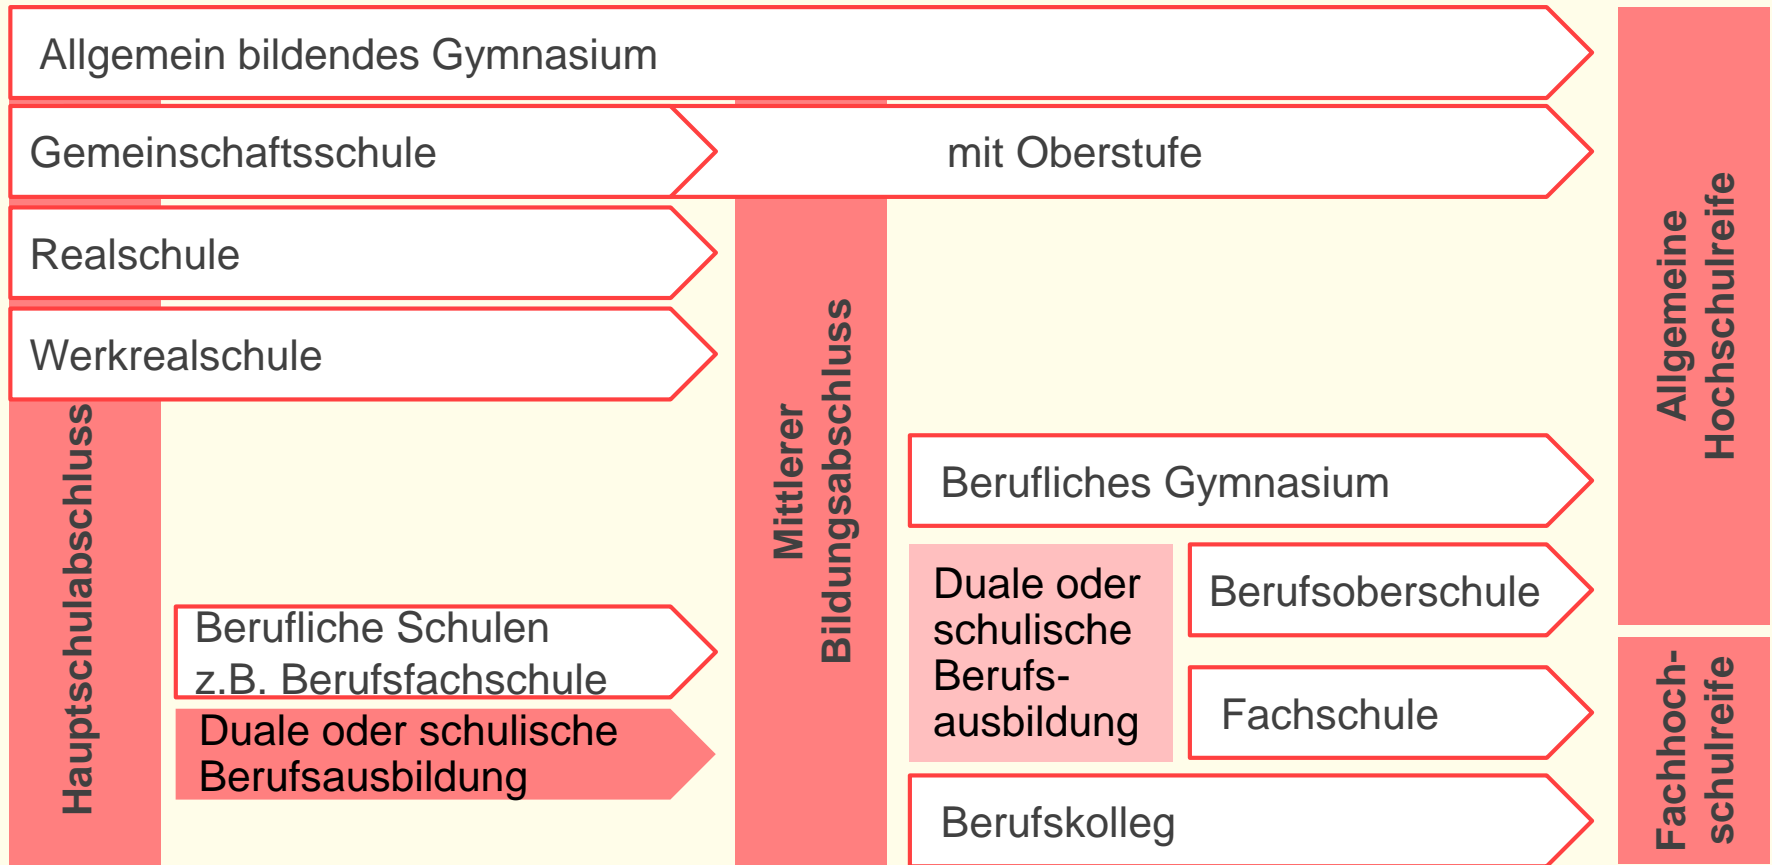 Allgemein bildendes Gymnasium
Gemeinschaftsschule
mit Oberstufe
Realschule
Werkrealschule
Hauptschulabschluss
Berufliche Schulen
z.B. Berufsfachschule
Duale oder schulische
Berufsausbildung
Mittlerer
Bildungsabschluss
Berufliches Gymnasium
Duale oder
schulische
Berufs-
ausbildung
Berufsoberschule
Fachschule
Berufskolleg
Allgemeine
Hochschulreife
Fachhoch-
schulreife